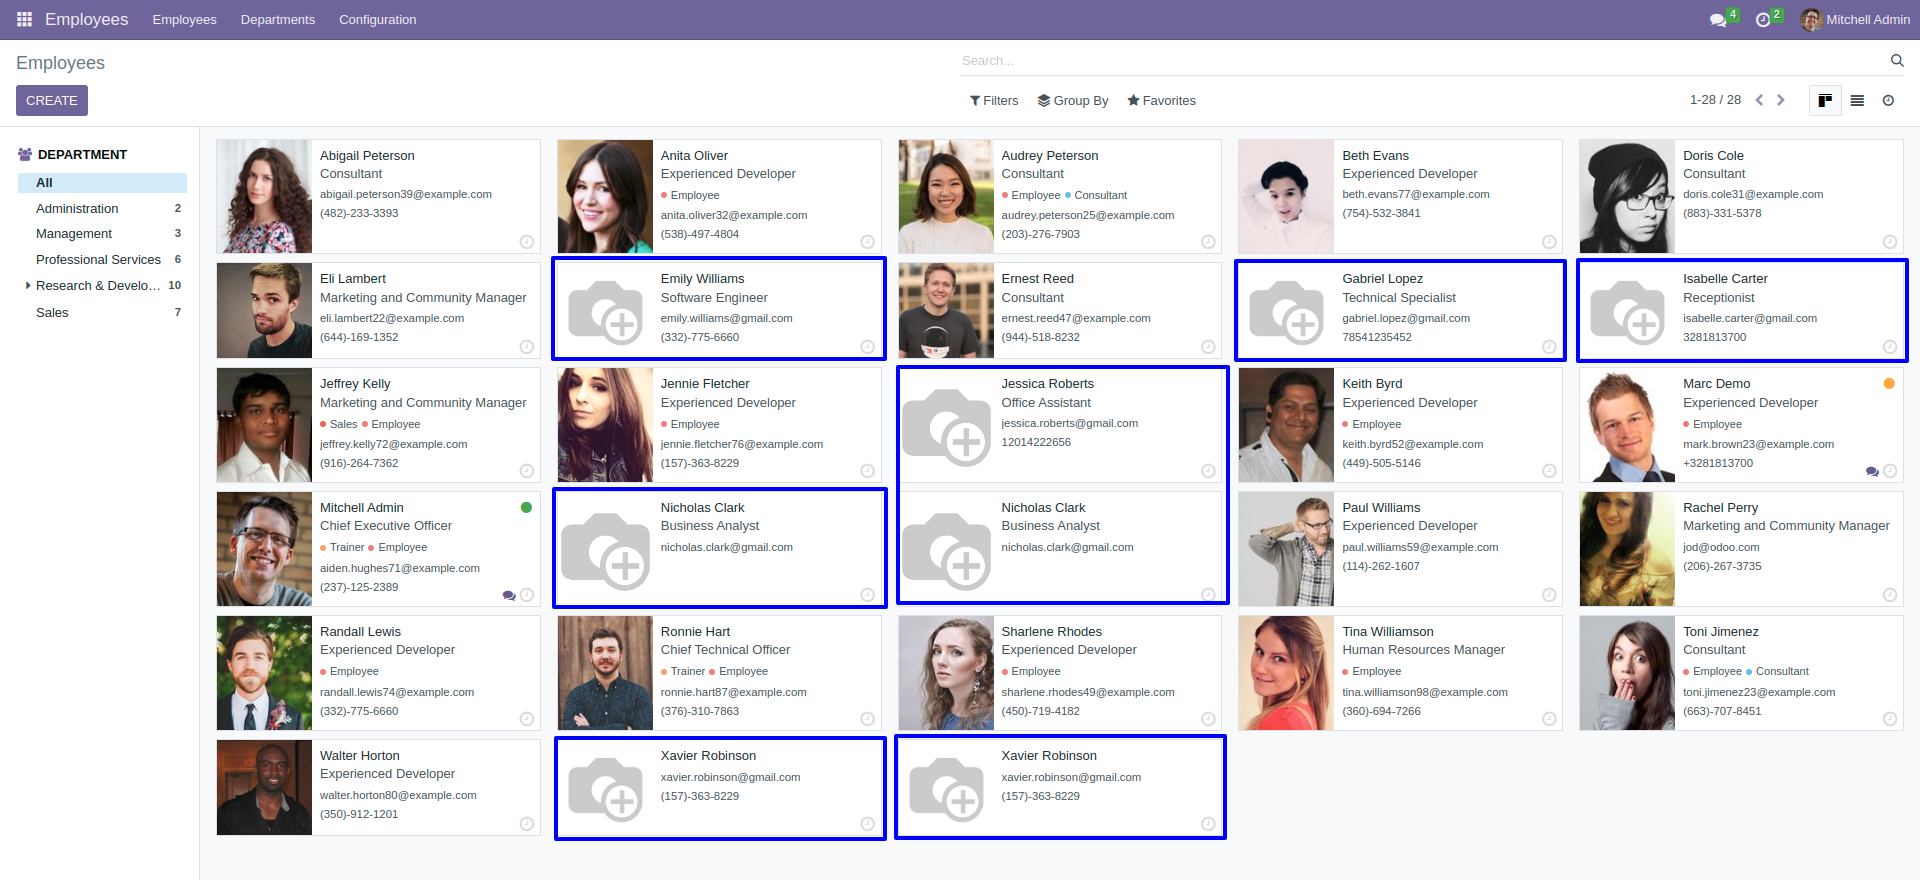 Employees Employees Departments Configuration 4 2 Mitchell Admin
Employees
Search...
CREATE
Filters Group By Favorites 1-28 / 28
DEPARTMENT
All
Administration 2
Management 3
Professional Services 6
Research & Develo... 10
Sales 7
Abigail Peterson
Consultant
abigail.peterson39@example.com
(482)-233-3393
Anita Oliver
Experienced Developer
Employee
anita.oliver32@example.com
(538)-497-4804
Audrey Peterson
Consultant
Employee Consultant
audrey.peterson25@example.com
(203)-276-7903
Beth Evans
Experienced Developer
beth.evans77@example.com
(754)-532-3841
Doris Cole
Consultant
doris.cole31@example.com
(883)-331-5378
Eli Lambert
Marketing and Community Manager
eli.lambert22@example.com
(644)-169-1352
Emily Williams
Software Engineer
emily.williams@gmail.com
(332)-775-6660
Ernest Reed
Consultant
ernest.reed47@example.com
(944)-518-8232
Gabriel Lopez
Technical Specialist
gabriel.lopez@gmail.com
78541235452
Isabelle Carter
Receptionist
isabelle.carter@gmail.com
3281813700
Jeffrey Kelly
Marketing and Community Manager
Sales Employee
jeffrey.kelly72@example.com
(916)-264-7362
Jennie Fletcher
Experienced Developer
Employee
jennie.fletcher76@example.com
(157)-363-8229
Jessica Roberts
Office Assistant
jessica.roberts@gmail.com
12014222656
Keith Byrd
Experienced Developer
Employee
keith.byrd52@example.com
(449)-505-5146
Marc Demo
Experienced Developer
Employee
mark.brown23@example.com
+3281813700
Mitchell Admin
Chief Executive Officer
Trainer Employee
aiden.hughes71@example.com
(237)-125-2389
Nicholas Clark
Business Analyst
nicholas.clark@gmail.com
Nicholas Clark
Business Analyst
nicholas.clark@gmail.com
Paul Williams
Experienced Developer
paul.williams59@example.com
(114)-262-1607
Rachel Perry
Marketing and Community Manager
jod@odoo.com
(206)-267-3735
Randall Lewis
Experienced Developer
Employee
randall.lewis74@example.com
(332)-775-6660
Ronnie Hart
Chief Technical Officer
Trainer Employee
ronnie.hart87@example.com
(376)-310-7863
Sharlene Rhodes
Experienced Developer
Employee
sharlene.rhodes49@example.com
(450)-719-4182
Tina Williamson
Human Resources Manager
Employee
tina.williamson98@example.com
(360)-694-7266
Toni Jimenez
Consultant
Employee Consultant
toni.jimenez23@example.com
(663)-707-8451
Walter Horton
Experienced Developer
walter.horton80@example.com
(350)-912-1201
Xavier Robinson
xavier.robinson@gmail.com
(157)-363-8229
Xavier Robinson
xavier.robinson@gmail.com
(157)-363-8229